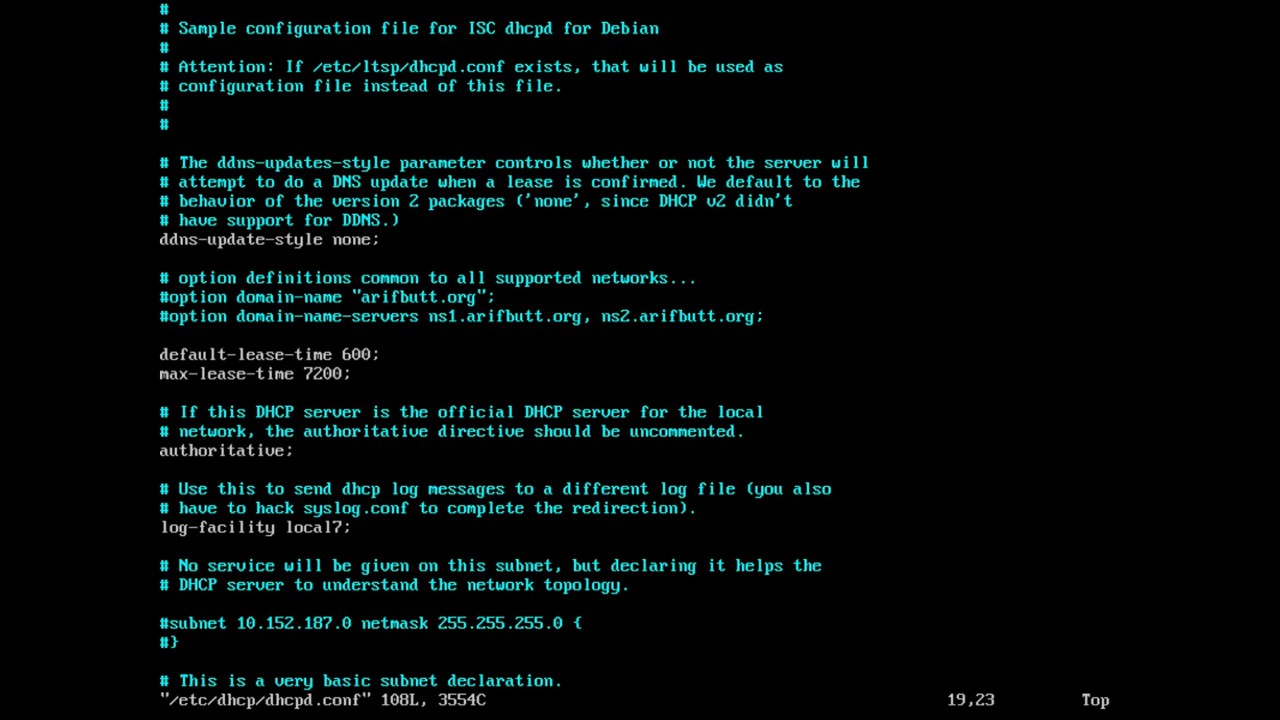 #
# Sample configuration file for ISC dhcpd for Debian
#
# Attention: If /etc/ltsp/dhcpd.conf exists, that will be used as
# configuration file instead of this file.
#
#
# The ddns-updates-style parameter controls whether or not the server will
# attempt to do a DNS update when a lease is confirmed. We default to the
# behavior of the version 2 packages ('none', since DHCP v2 didn't
# have support for DDNS.)
ddns-update-style none;
# option definitions common to all supported networks...
#option domain-name "arifbutt.org";
#option domain-name-servers ns1.arifbutt.org, ns2.arifbutt.org;
default-lease-time 600;
max-lease-time 7200;
# If this DHCP server is the official DHCP server for the local
# network, the authoritative directive should be uncommented.
authoritative;
# Use this to send dhcp log messages to a different log file (you also
# have to hack syslog.conf to complete the redirection).
log-facility local7;
# No service will be given on this subnet, but declaring it helps the
# DHCP server to understand the network topology.
#subnet 10.152.187.0 netmask 255.255.255.0 {
#}
# This is a very basic subnet declaration.
"/etc/dhcp/dhcpd.conf" 108L, 3554C 19,23 Top